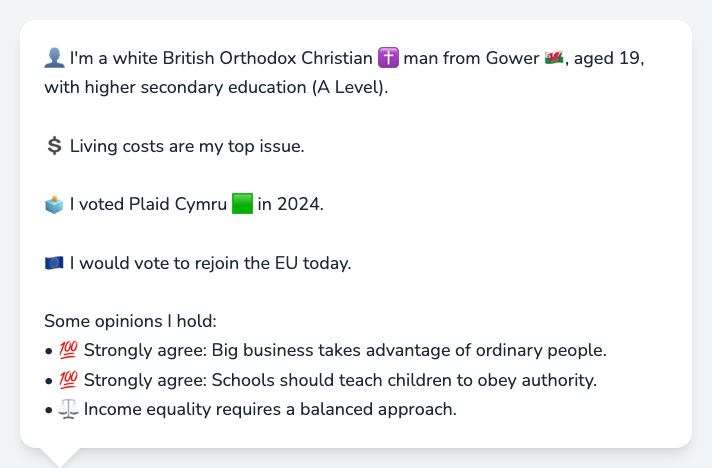 👤 I'm a white British Orthodox Christian ✝️ man from Gower 🏴󠁧󠁢󠁷󠁬󠁳󠁿, aged 19,
with higher secondary education (A Level).
💲 Living costs are my top issue.
🗳️ I voted Plaid Cymru 🟩 in 2024.
🇪🇺 I would vote to rejoin the EU today.
Some opinions I hold:
• 💯 Strongly agree: Big business takes advantage of ordinary people.
• 💯 Strongly agree: Schools should teach children to obey authority.
• ⚖️ Income equality requires a balanced approach.